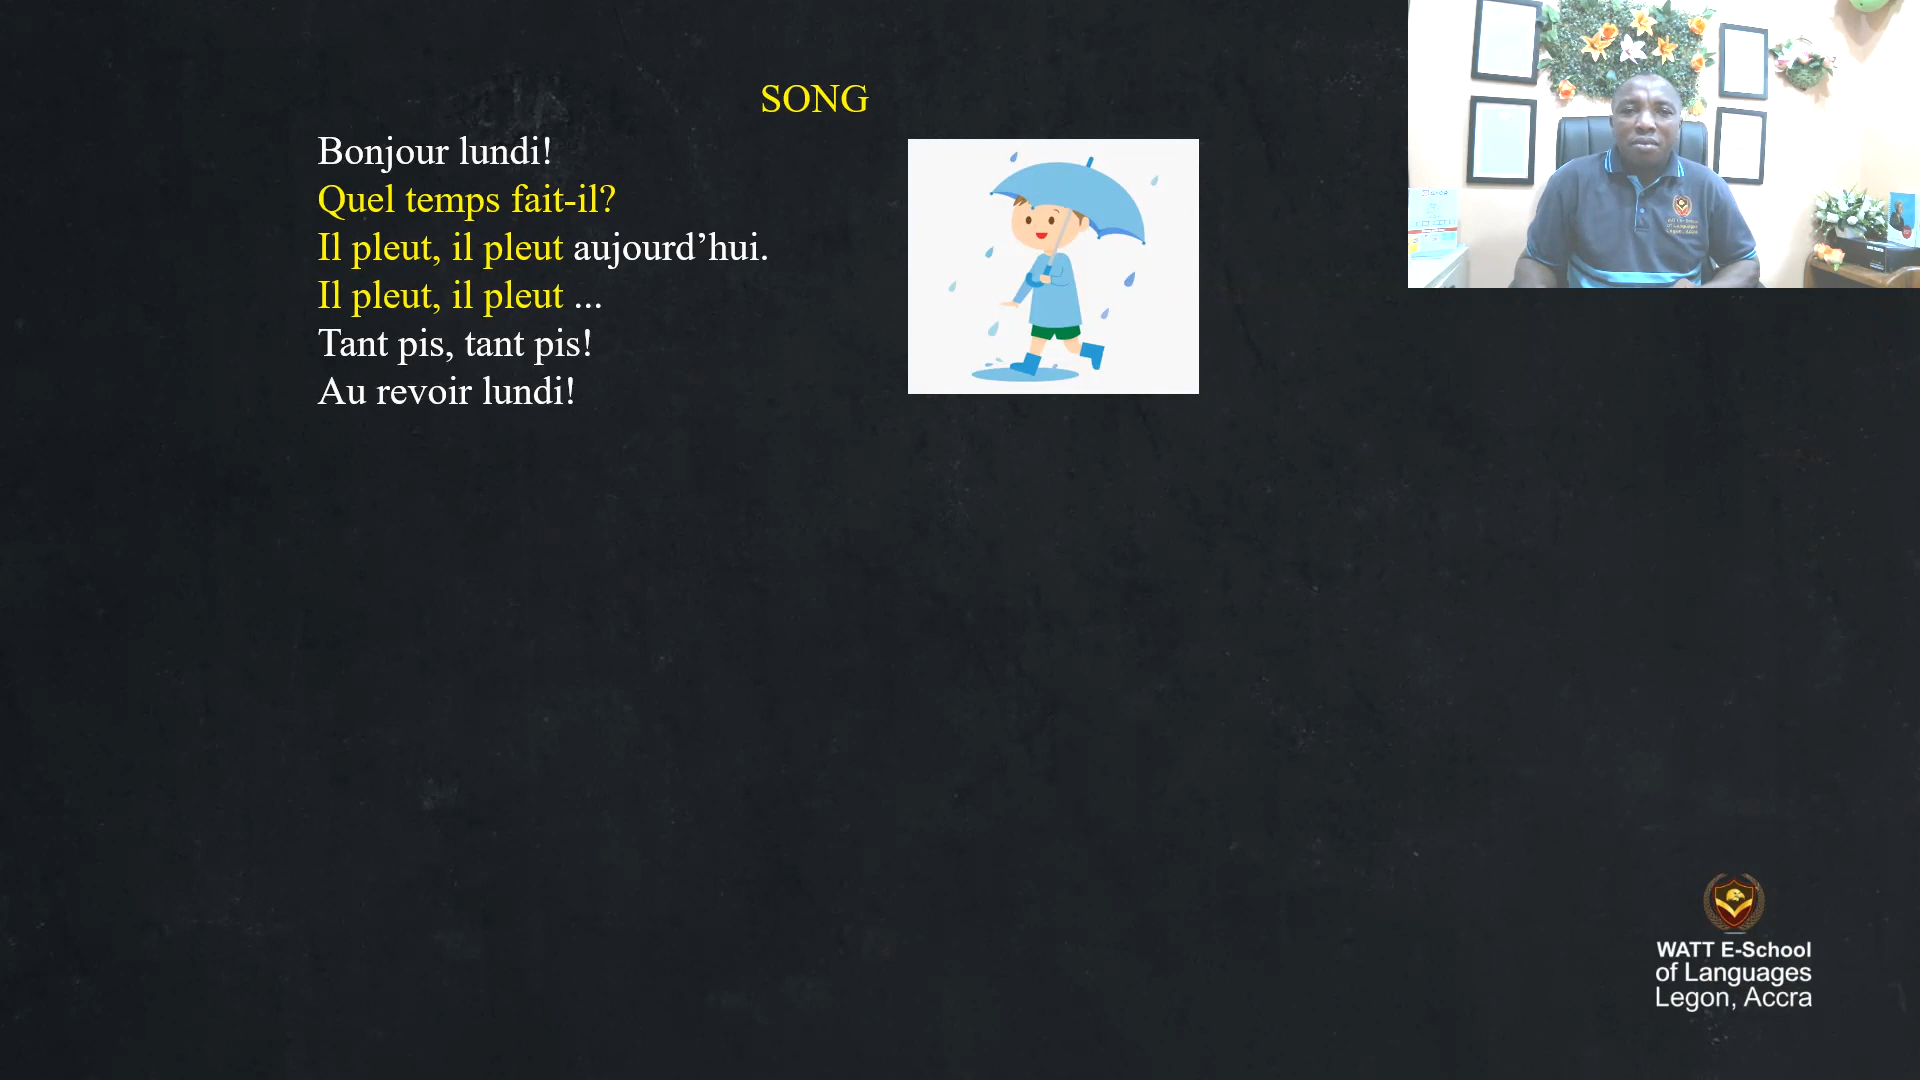 SONG
Bonjour lundi!
Quel temps fait-il?
Il pleut, il pleut aujourd’hui.
Il pleut, il pleut ...
Tant pis, tant pis!
Au revoir lundi!
WATT E-School
of Languages
Legon, Accra